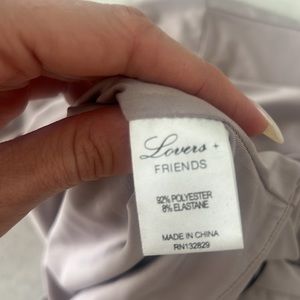 Lovers +
FRIENDS
92% POLYESTER
8% ELASTANE
MADE IN CHINA
RN132829